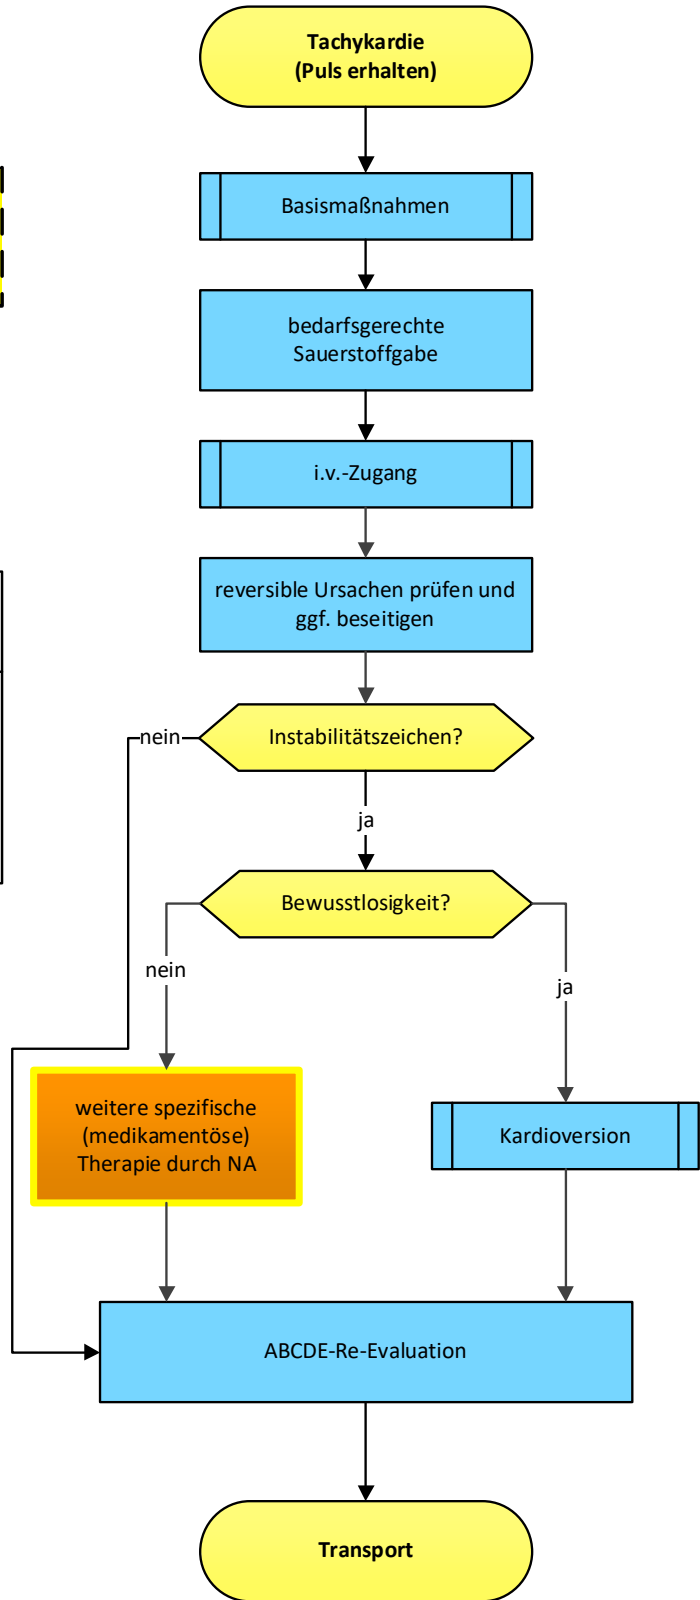 Tachykardie
(Puls erhalten)
Basismaßnahmen
bedarfsgerechte
Sauerstoffgabe
i.v.-Zugang
reversible Ursachen prüfen und
ggf. beseitigen
nein
Instabilitätszeichen?
ja
Bewusstlosigkeit?
nein
ja
weitere spezifische
(medikamentöse)
Therapie durch NA
Kardioversion
ABCDE-Re-Evaluation
Transport